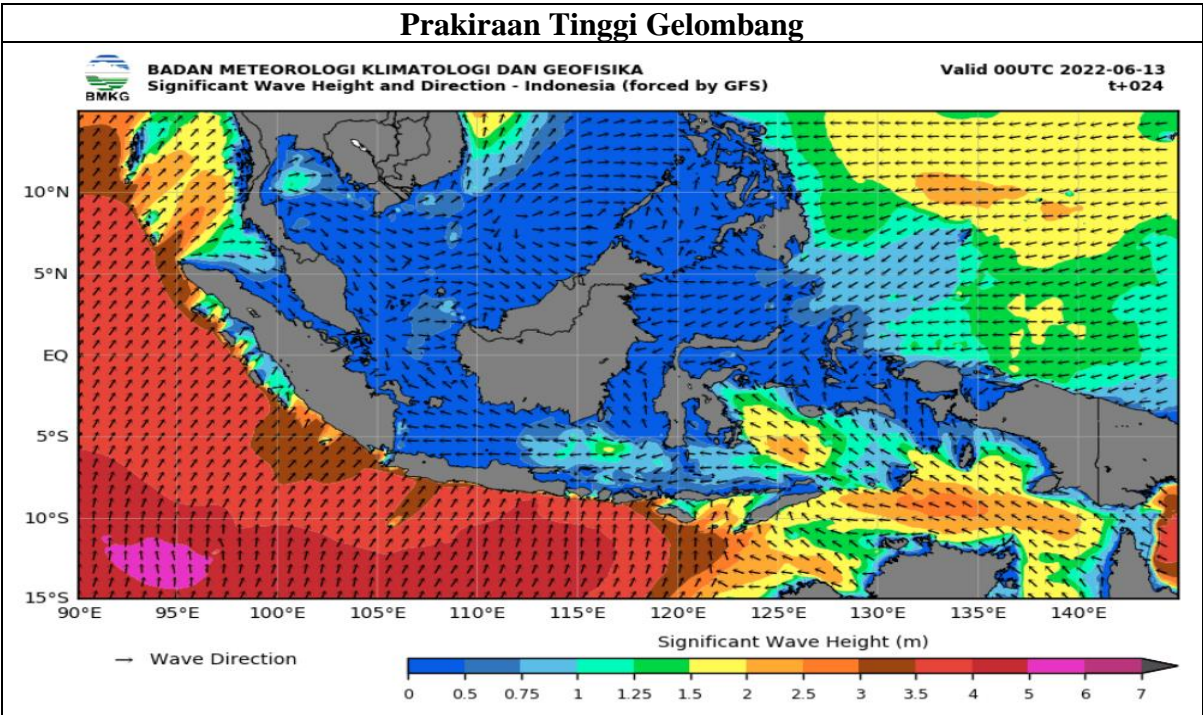 Prakiraan Tinggi Gelombang
BADAN METEOROLOGI KLIMATOLOGI DAN GEOFISIKA
Significant Wave Height and Direction - Indonesia (forced by GFS)
Valid 00UTC 2022-06-13
t+024
BMKG
10°N
5°N
EQ
5°S
10°S
15°S
90°E 95°E 100°E 105°E 110°E 115°E 120°E 125°E 130°E 135°E 140°E
Significant Wave Height (m)
→ Wave Direction
0 0.5 0.75 1 1.25 1.5 2 2.5 3 3.5 4 5 6 7